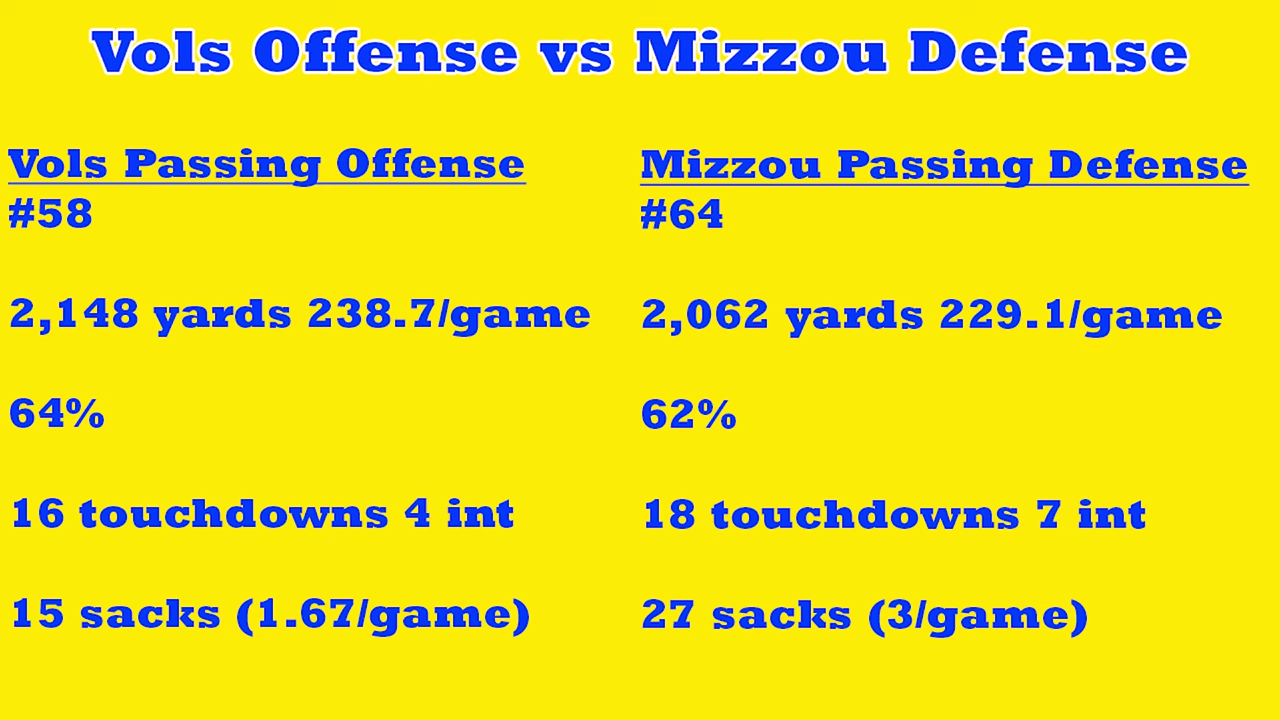 Vols Offense vs Mizzou Defense
Vols Passing Offense
#58
2,148 yards 238.7/game
64%
16 touchdowns 4 int
15 sacks (1.67/game)
Mizzou Passing Defense
#64
2,062 yards 229.1/game
62%
18 touchdowns 7 int
27 sacks (3/game)